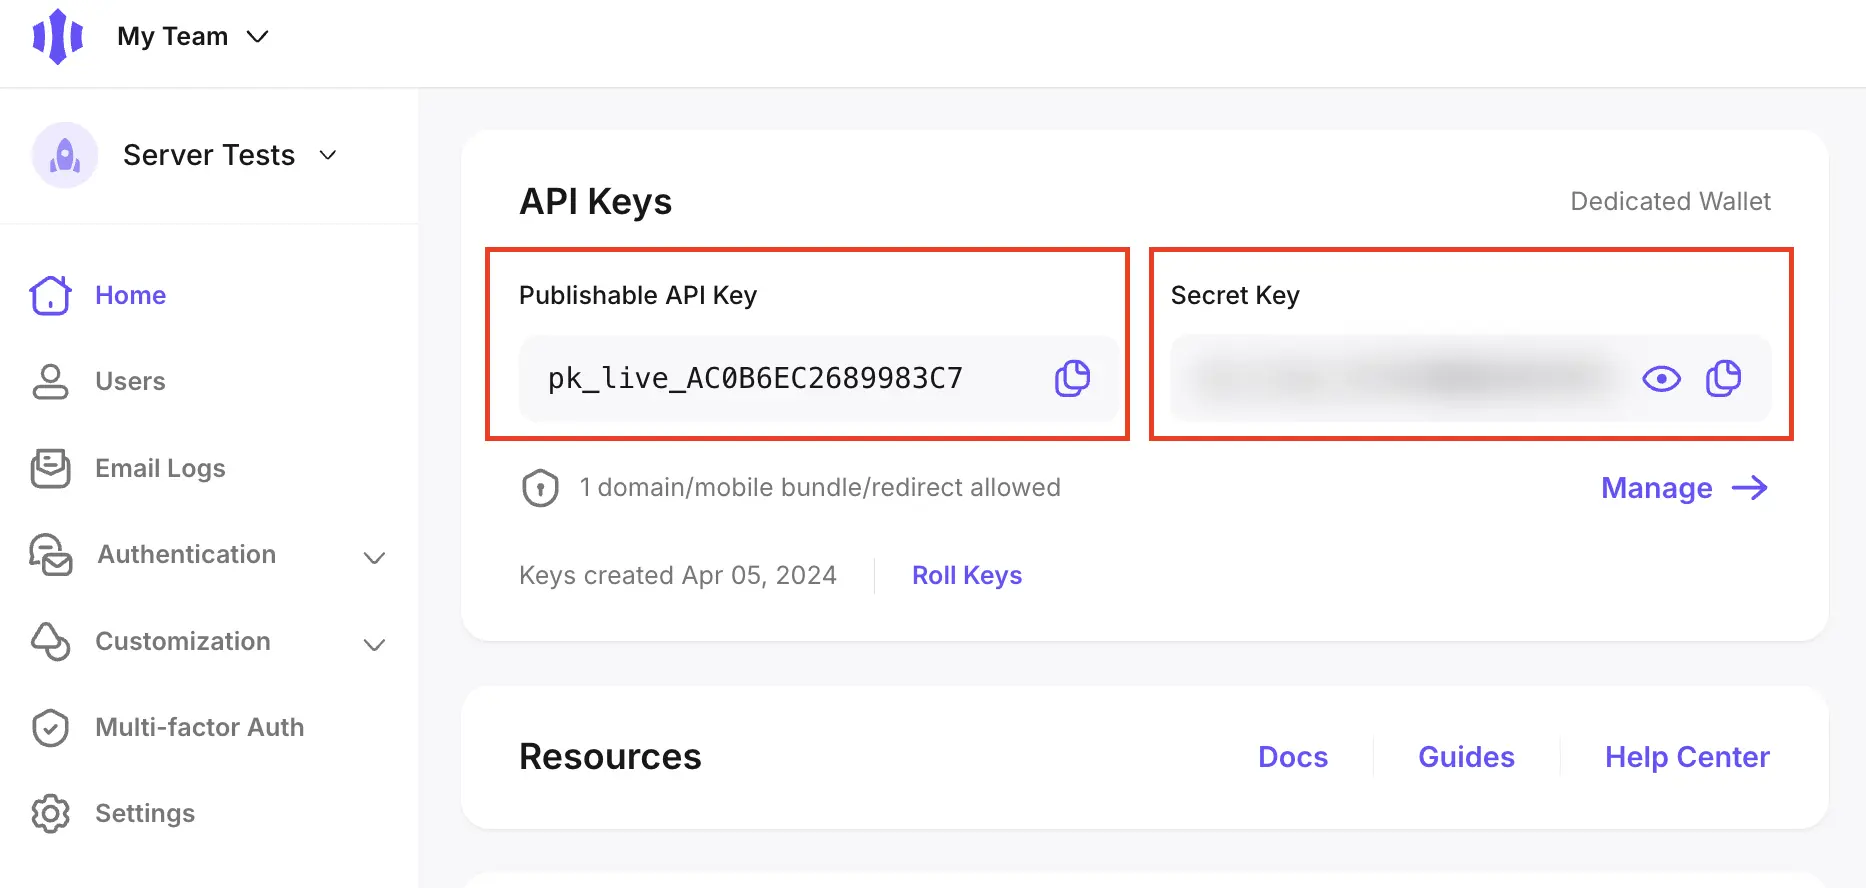 My Team
Server Tests
Home
Users
Email Logs
Authentication
Customization
Multi-factor Auth
Settings
API Keys
Dedicated Wallet
Publishable API Key
pk_live_AC0B6EC2689983C7
Secret Key
1 domain/mobile bundle/redirect allowed
Manage
Keys created Apr 05, 2024
Roll Keys
Resources
Docs
Guides
Help Center